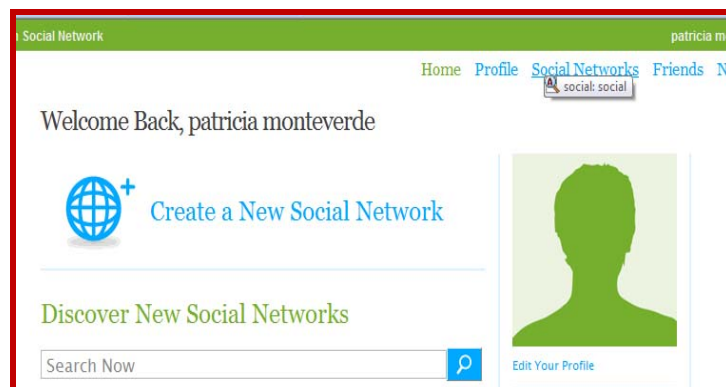 Social Network patricia m
Home Profile Social Networks Friends N
social: social
Welcome Back, patricia monteverde
Create a New Social Network
Discover New Social Networks
Search Now
Edit Your Profile